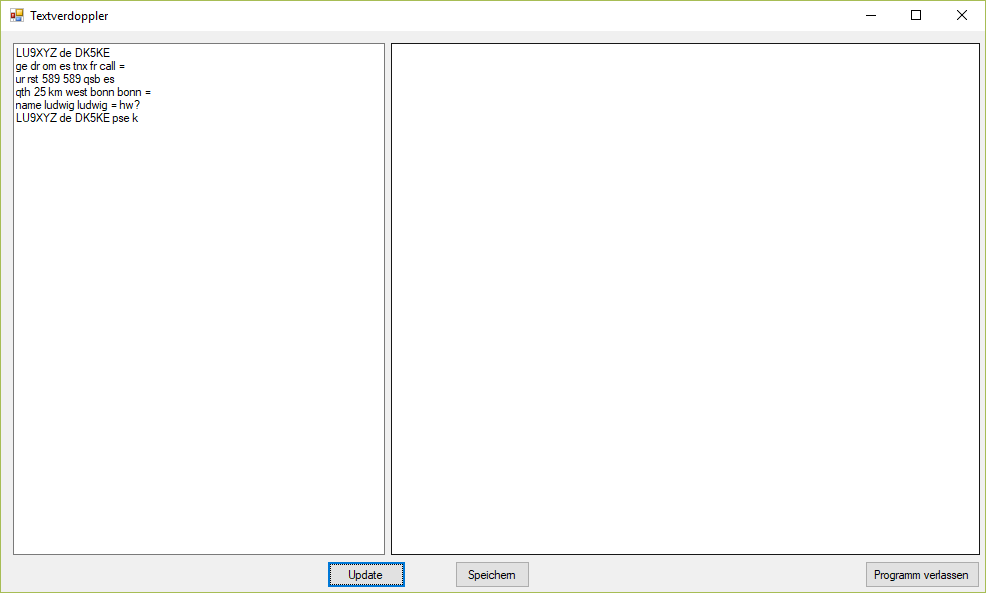 Textverdoppler
LU9XYZ de DK5KE
ge dr om es tnx fr call =
ur rst 589 589 qsb es
qth 25 km west bonn bonn =
name ludwig ludwig = hw?
LU9XYZ de DK5KE pse k
Update
Speichern
Programm verlassen